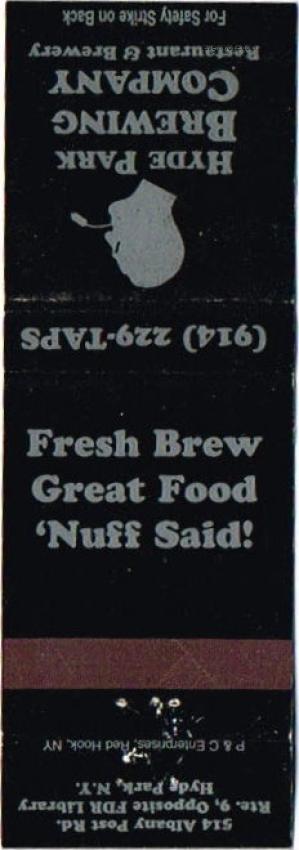 For Safety Strike on Back
HYDE PARK
BREWING
COMPANY
Restaurant & Brewery
(914) 229-TAPS
Fresh Brew
Great Food
‘Nuff Said!
P & C Enterprises, Red Hook, NY
514 Albany Post Rd.
Rte. 9, Opposite FDR Library
Hyde Park, N.Y.